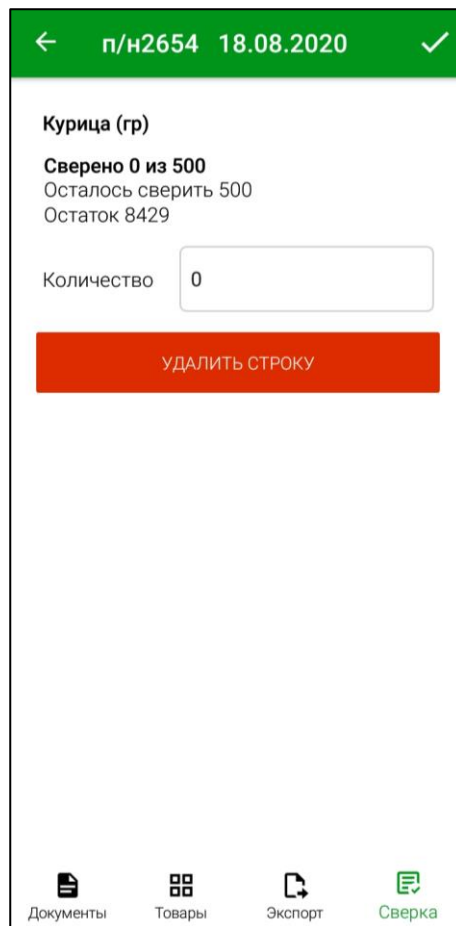 п/н2654 18.08.2020
Курица (гр)
Сверено 0 из 500
Осталось сверить 500
Остаток 8429
Количество 0
УДАЛИТЬ СТРОКУ
Документы Товары Экспорт Сверка